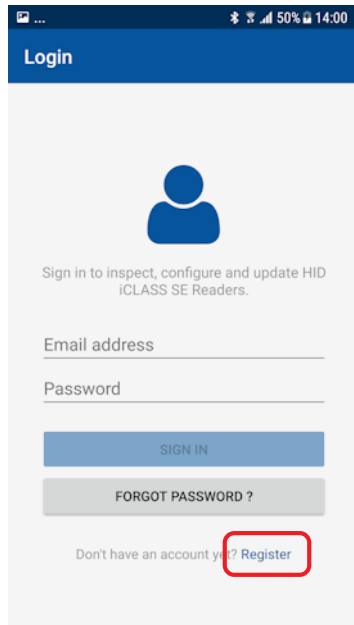 ... 50% 14:00
Login
Sign in to inspect, configure and update HID
iCLASS SE Readers.
Email address
Password
SIGN IN
FORGOT PASSWORD ?
Don't have an account yet? Register